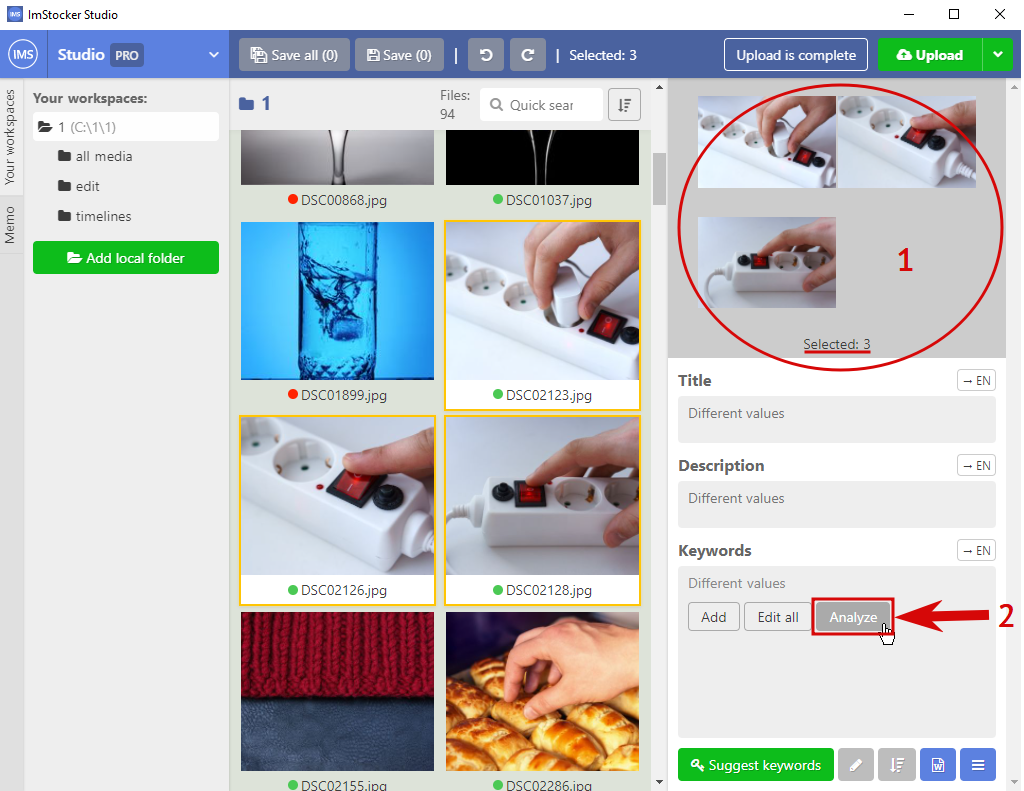 IMS
ImStocker Studio
IMS
Studio PRO
Save all (0)
Save (0)
|
|
Selected: 3
Upload is complete
Upload
Your workspaces
Memo
Your workspaces:
1 (C:\1\1)
all media
edit
timelines
Add local folder
1
Files:
94
Quick sear
DSC00868.jpg
DSC01037.jpg
DSC01899.jpg
DSC02123.jpg
DSC02126.jpg
DSC02128.jpg
DSC02155.jpg
DSC02286.jpg
1
Selected: 3
Title
→ EN
Different values
Description
→ EN
Different values
Keywords
→ EN
Different values
Add
Edit all
Analyze
2
Suggest keywords